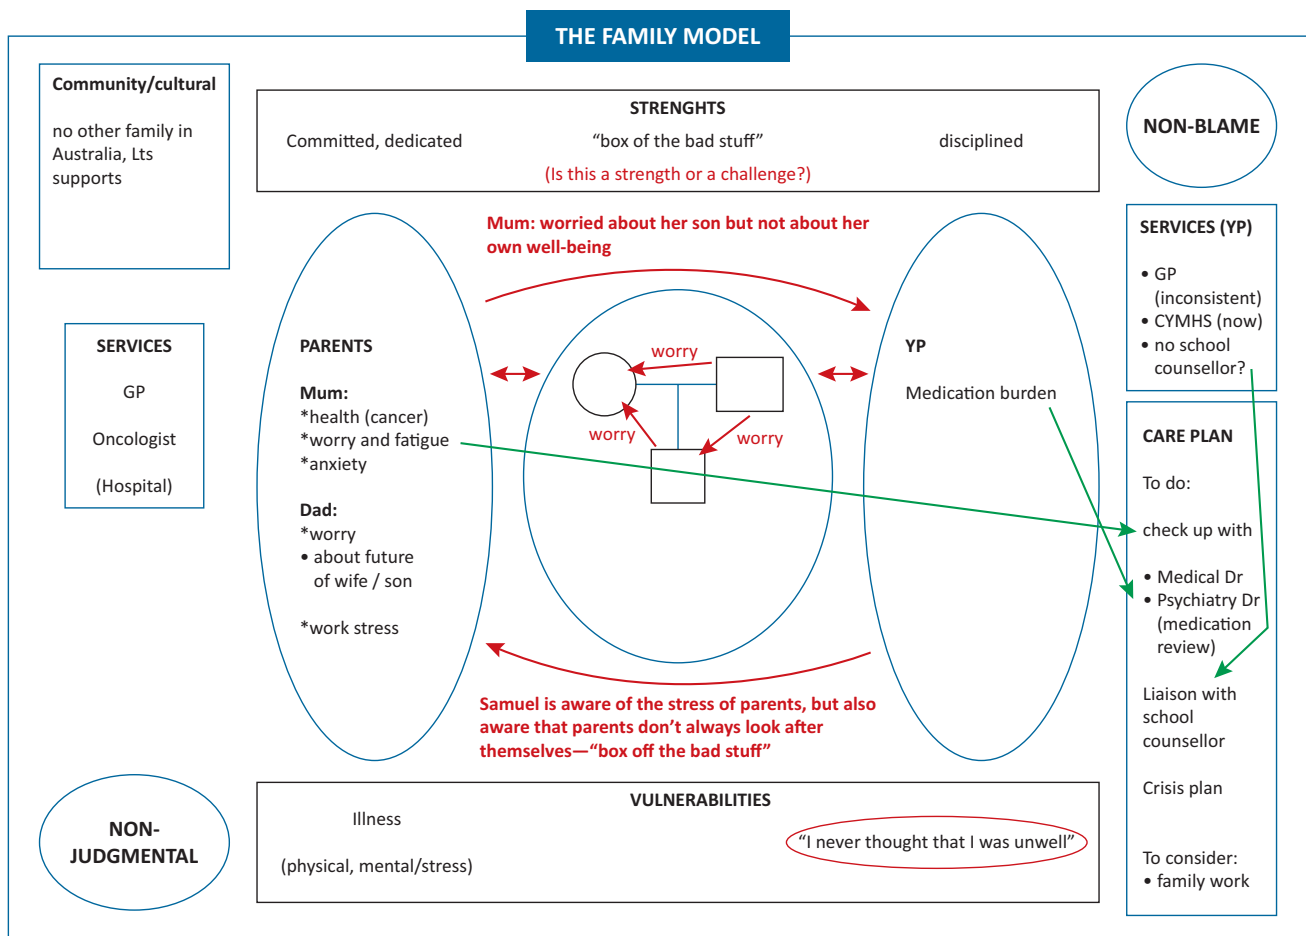 THE FAMILY MODEL
Community/cultural
no other family in
Australia, Lts
supports
STRENGHTS
Committed, dedicated
“box of the bad stuff”
disciplined
(Is this a strength or a challenge?)
NON-BLAME
Mum: worried about her son but not about her
own well-being
SERVICES
GP
Oncologist
(Hospital)
PARENTS
Mum:
*health (cancer)
*worry and fatigue
*anxiety
Dad:
*worry
• about future
of wife / son
*work stress
worry
worry
worry
YP
Medication burden
SERVICES (YP)
• GP
(inconsistent)
• CYMHS (now)
• no school
counsellor?
CARE PLAN
To do:
check up with
• Medical Dr
• Psychiatry Dr
(medication
review)
Liaison with
school
counsellor
Crisis plan
To consider:
• family work
Samuel is aware of the stress of parents, but also
aware that parents don’t always look after
themselves—“box off the bad stuff”
NON-
JUDGMENTAL
VULNERABILITIES
Illness
(physical, mental/stress)
“I never thought that I was unwell”